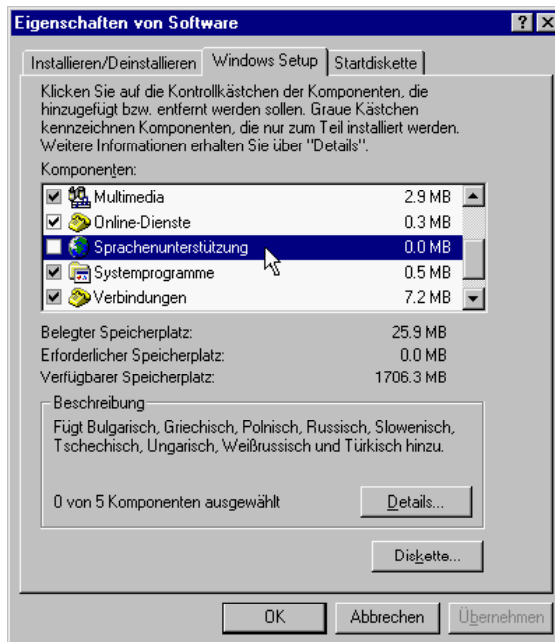 Eigenschaften von Software
Installieren/Deinstallieren Windows Setup Startdiskette
Klicken Sie auf die Kontrollkästchen der Komponenten, die
hinzugefügt bzw. entfernt werden sollen. Graue Kästchen
kennzeichnen Komponenten, die nur zum Teil installiert werden.
Weitere Informationen erhalten Sie über "Details".
Komponenten:
Multimedia 2.9 MB
Online-Dienste 0.3 MB
Sprachenunterstützung 0.0 MB
Systemprogramme 0.5 MB
Verbindungen 7.2 MB
Belegter Speicherplatz: 25.9 MB
Erforderlicher Speicherplatz: 0.0 MB
Verfügbarer Speicherplatz: 1706.3 MB
Beschreibung
Fügt Bulgarisch, Griechisch, Polnisch, Russisch, Slowenisch,
Tschechisch, Ungarisch, Weißrussisch und Türkisch hinzu.
0 von 5 Komponenten ausgewählt Details...
Diskette...
OK Abbrechen Übernehmen